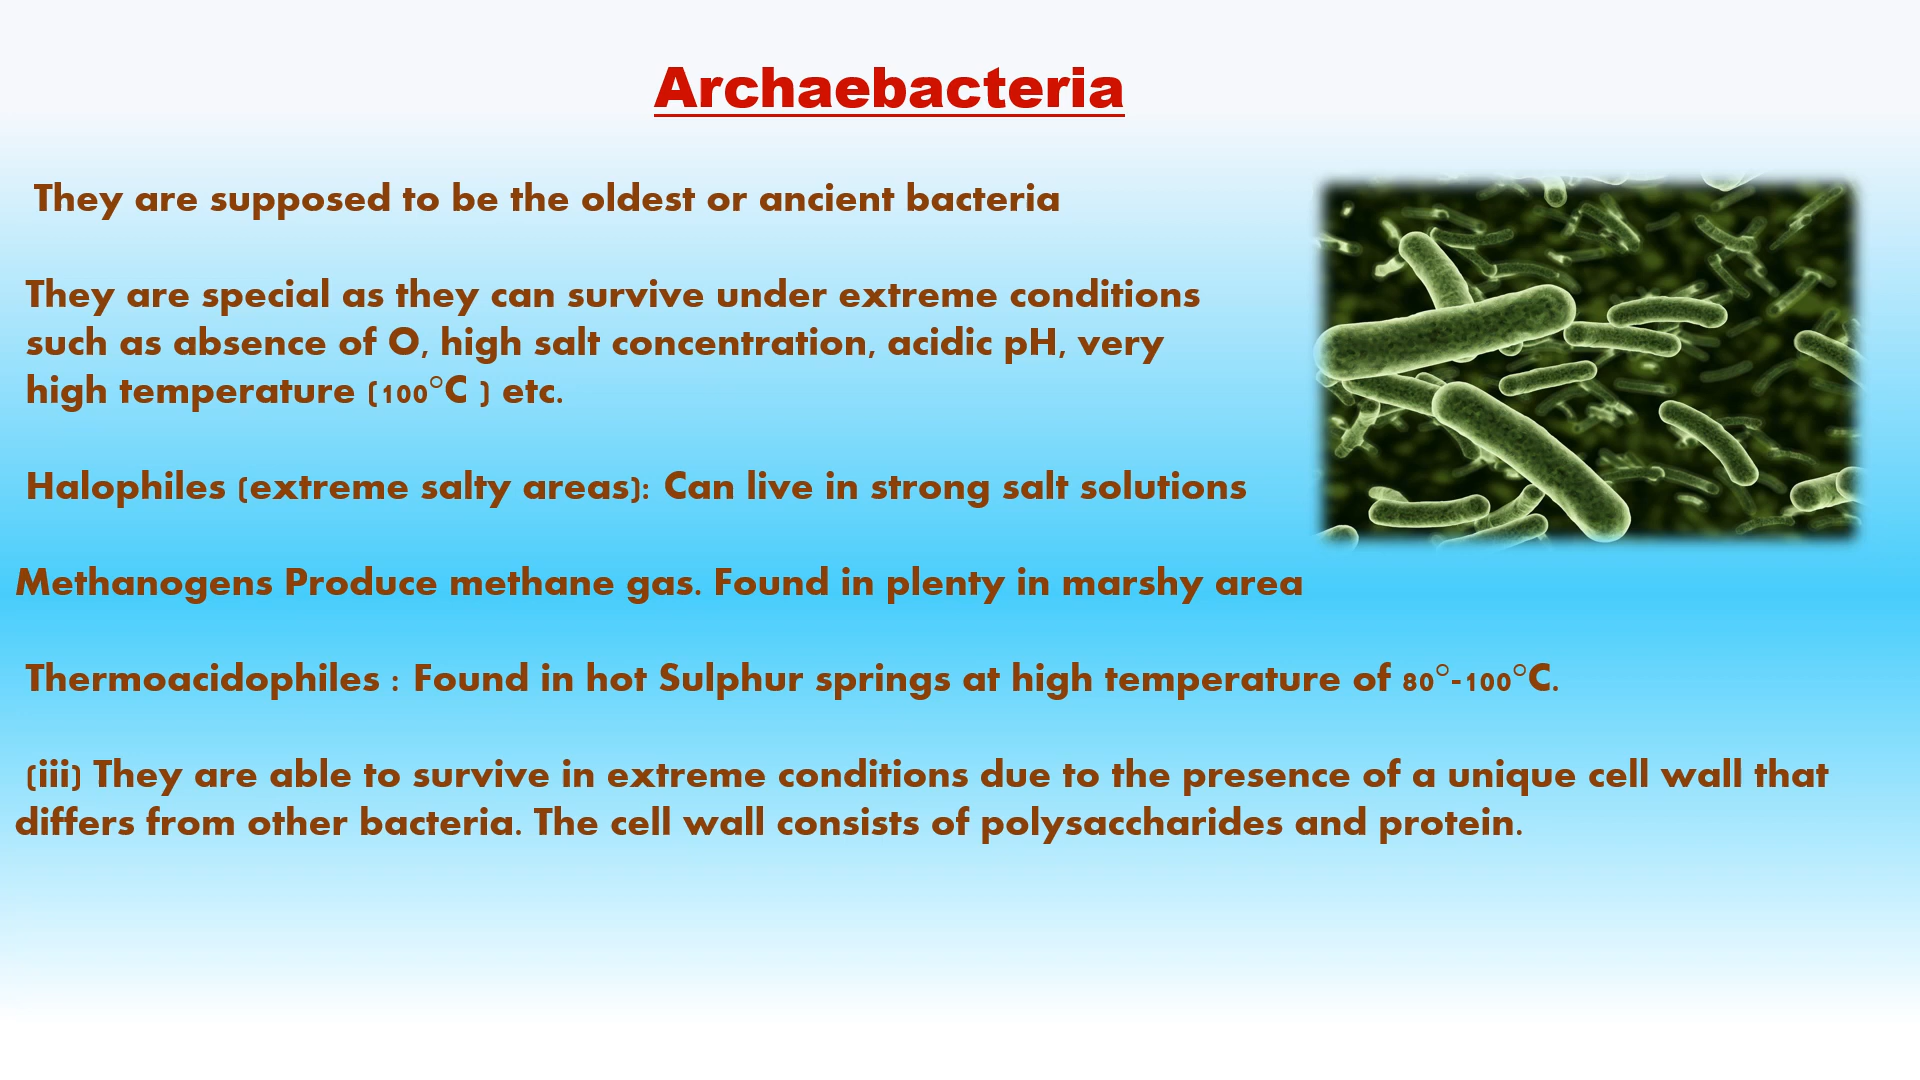 Archaebacteria
They are supposed to be the oldest or ancient bacteria
They are special as they can survive under extreme conditions
such as absence of O, high salt concentration, acidic pH, very
high temperature (100°C ) etc.
Halophiles (extreme salty areas): Can live in strong salt solutions
Methanogens Produce methane gas. Found in plenty in marshy area
Thermoacidophiles : Found in hot Sulphur springs at high temperature of 80°-100°C.
(iii) They are able to survive in extreme conditions due to the presence of a unique cell wall that
differs from other bacteria. The cell wall consists of polysaccharides and protein.